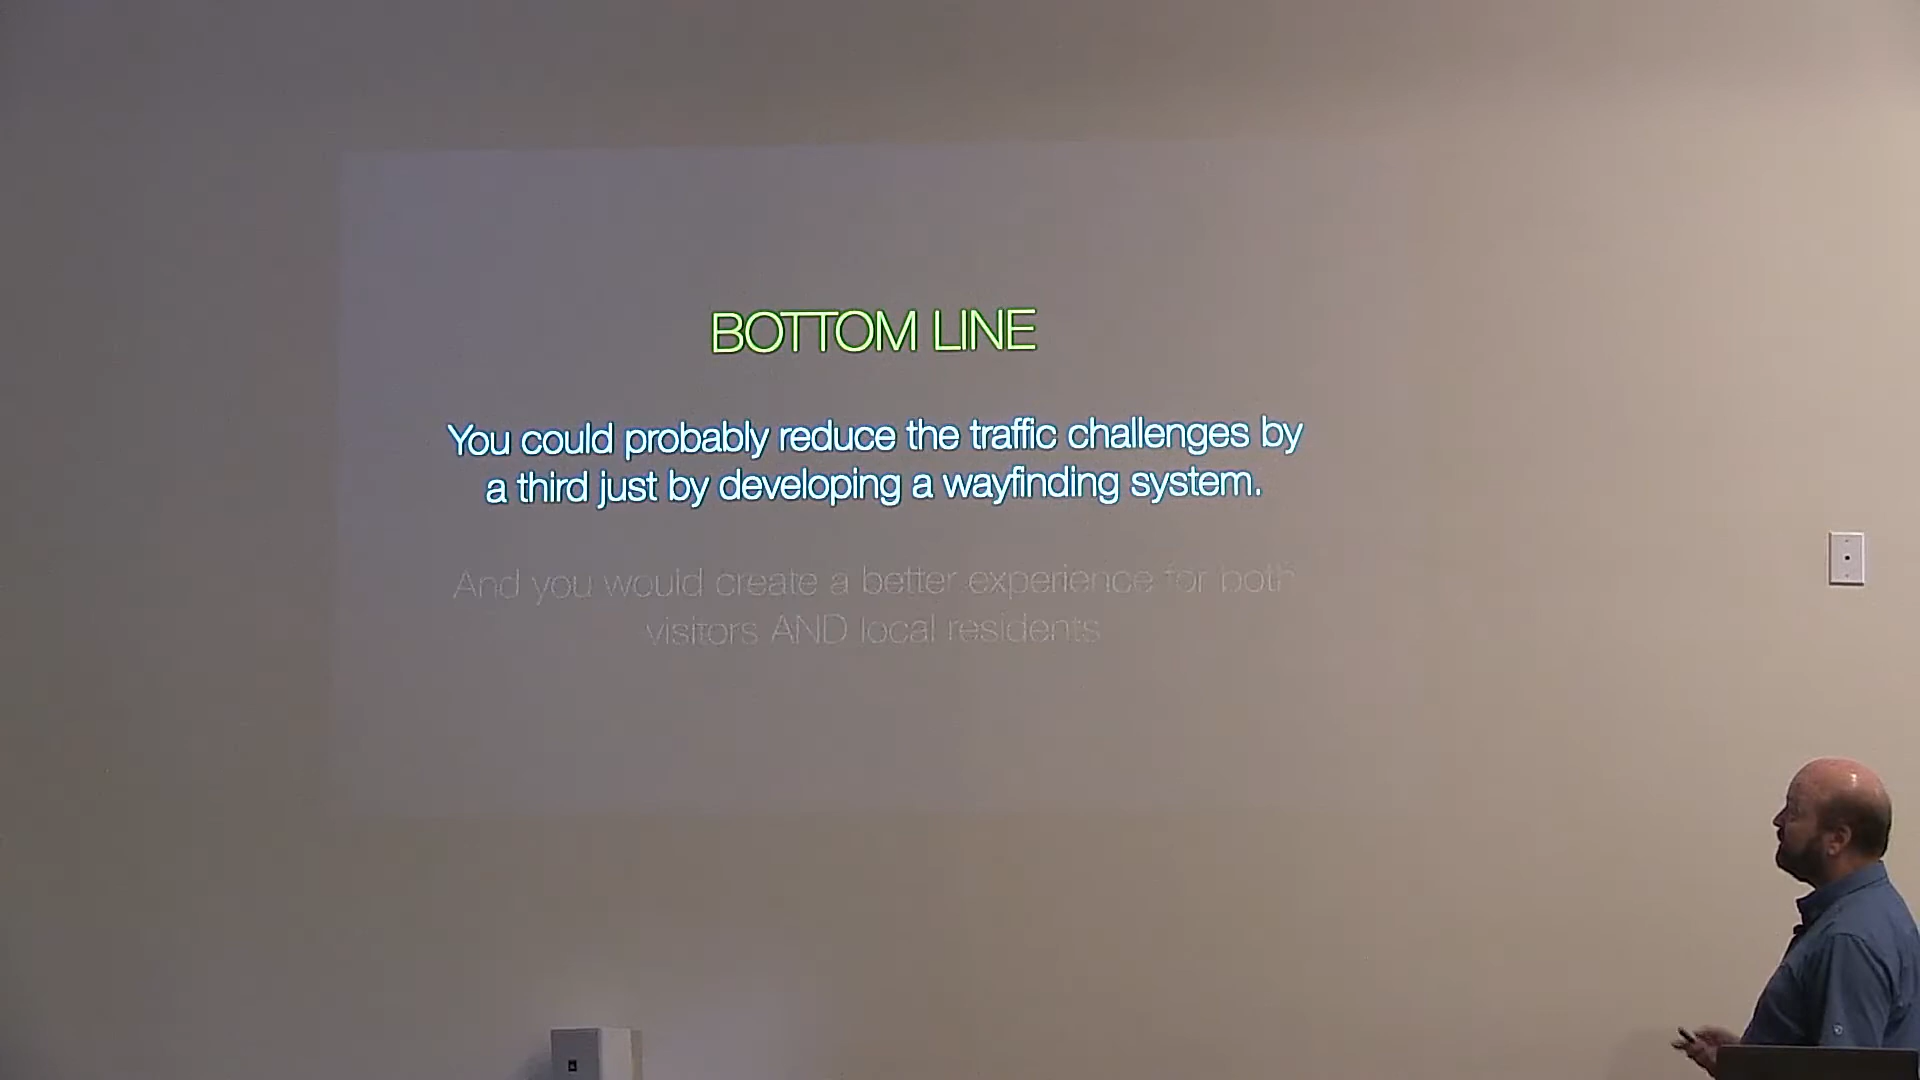 BOTTOM LINE
You could probably reduce the traffic challenges by
a third just by developing a wayfinding system.
And you would create a better experience for both
visitors AND local residents